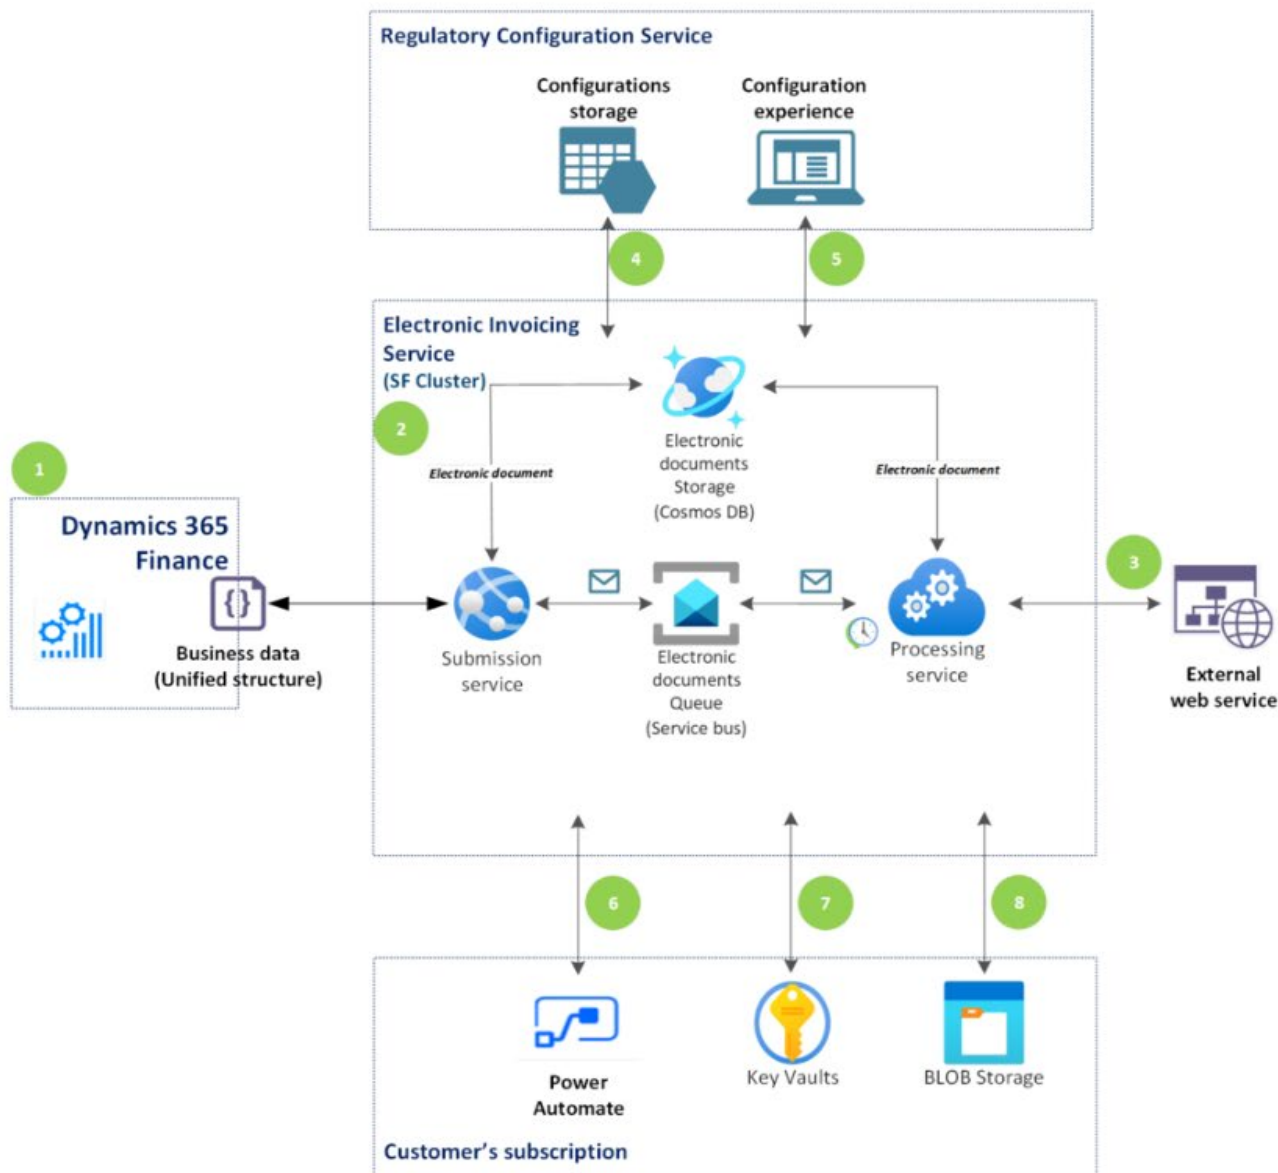 Regulatory Configuration Service
Configurations
storage
Configuration
experience
4
5
Electronic Invoicing
Service
(SF Cluster)
2
Electronic
documents
Storage
(Cosmos DB)
Electronic document
Electronic document
1
Dynamics 365
Finance
{}
Business data
(Unified structure)
Submission
service
Electronic
documents
Queue
(Service bus)
Processing
service
3
External
web service
6
7
8
Power
Automate
Key Vaults
BLOB Storage
Customer’s subscription